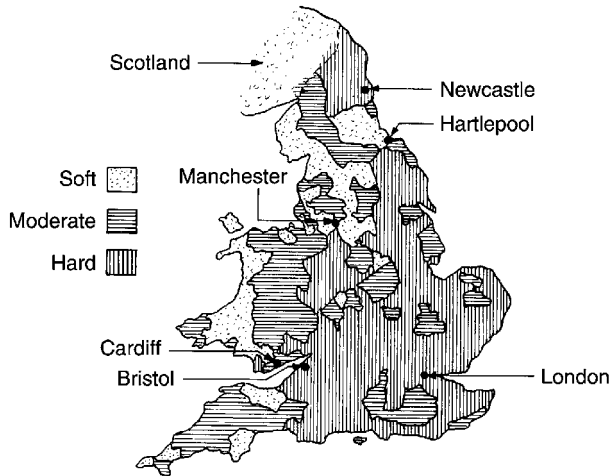 Scotland
Newcastle
Hartlepool
Soft
Manchester
Moderate
Hard
Cardiff
Bristol
London